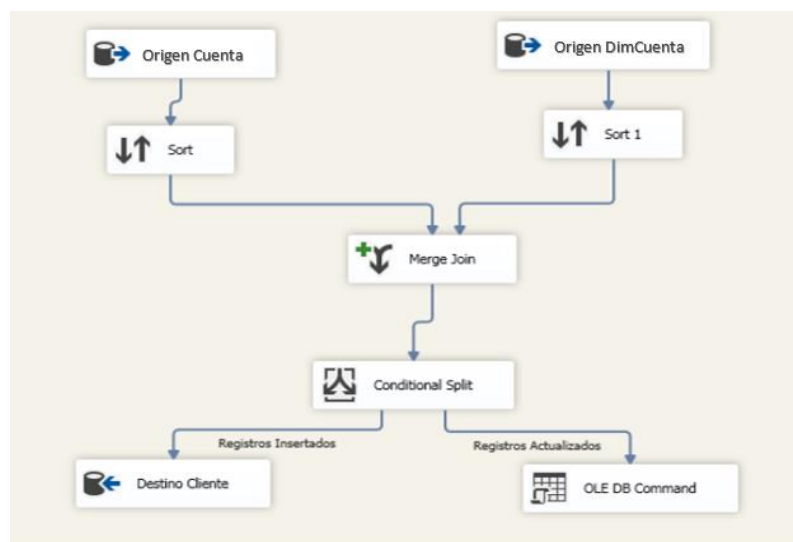 Origen Cuenta
Origen DimCuenta
Sort
Sort 1
Merge Join
Conditional Split
Registros Insertados
Registros Actualizados
Destino Cliente
OLE DB Command